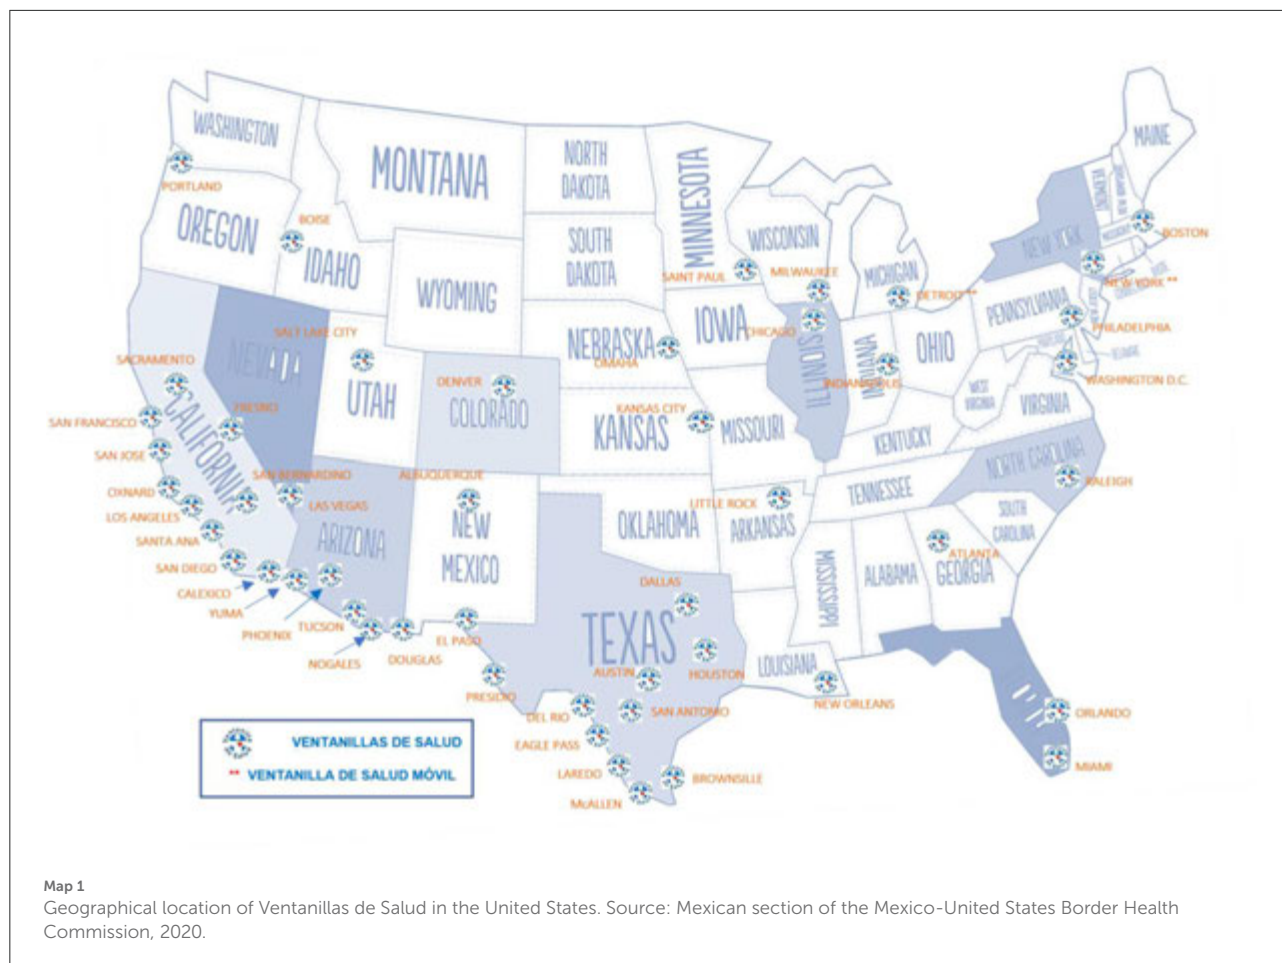 WASHINGTON
MONTANA
NORTH
DAKOTA
MINNESOTA
MAINE
PORTLAND
VERMONT
NEW HAMPSHIRE
OREGON
BOISE
IDAHO
SOUTH
DAKOTA
WISCONSIN
MICHIGAN
NEW YORK
BOSTON
WYOMING
SAINT PAUL
MILWAUKEE
DETROIT **
NEW YORK **
IOWA
PENNSYLVANIA
SALT LAKE CITY
NEBRASKA
OMAHA
CHICAGO
ILLINOIS
INDIANA
OHIO
PHILADELPHIA
NEVADA
SACRAMENTO
UTAH
DENVER
COLORADO
INDIANAPOLIS
DELAWARE
WASHINGTON D.C.
WEST
VIRGINIA
VIRGINIA
CALIFORNIA
FRESNO
KANSAS CITY
KANSAS
MISSOURI
KENTUCKY
SAN FRANCISCO
SAN JOSE
SAN BERNARDINO
ALBUQUERQUE
NORTH CAROLINA
RALEIGH
OXNARD
LAS VEGAS
LITTLE ROCK
TENNESSEE
LOS ANGELES
ARIZONA
NEW
MEXICO
OKLAHOMA
ARKANSAS
SOUTH
CAROLINA
SANTA ANA
MISSISSIPPI
ALABAMA
ATLANTA
GEORGIA
SAN DIEGO
CALEXICO
DALLAS
YUMA
PHOENIX
TUCSON
EL PASO
TEXAS
NOGALES
DOUGLAS
AUSTIN
HOUSTON
LOUISIANA
PRESIDIO
NEW ORLEANS
DEL RIO
SAN ANTONIO
ORLANDO
EAGLE PASS
LAREDO
BROWNSILLE
MIAMI
McALLEN
VENTANILLAS DE SALUD
** VENTANILLA DE SALUD MÓVIL
Map 1
Geographical location of Ventanillas de Salud in the United States. Source: Mexican section of the Mexico-United States Border Health
Commission, 2020.